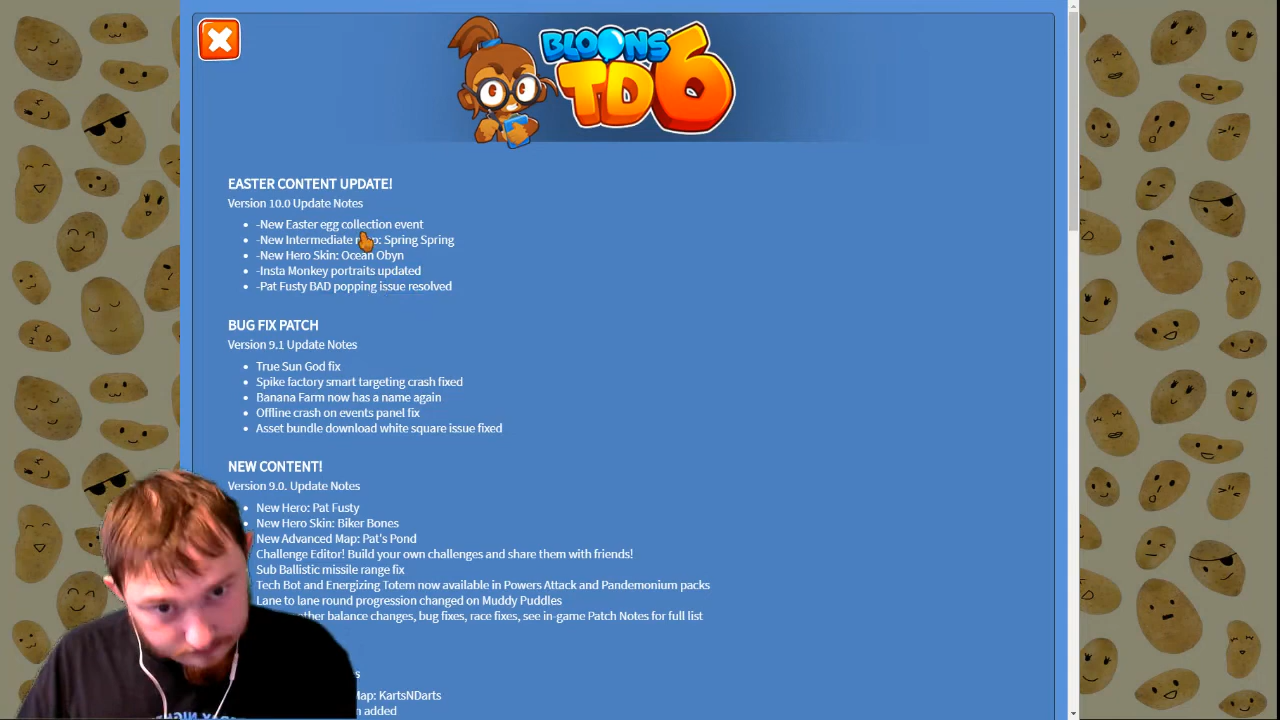 BLOONS
TD6
EASTER CONTENT UPDATE!
Version 10.0 Update Notes
-New Easter egg collection event
-New Intermediate p: Spring Spring
-New Hero Skin: Ocean Obyn
-Insta Monkey portraits updated
-Pat Fusty BAD popping issue resolved
BUG FIX PATCH
Version 9.1 Update Notes
True Sun God fix
Spike factory smart targeting crash fixed
Banana Farm now has a name again
Offline crash on events panel fix
Asset bundle download white square issue fixed
NEW CONTENT!
Version 9.0. Update Notes
New Hero: Pat Fusty
New Hero Skin: Biker Bones
New Advanced Map: Pat's Pond
Challenge Editor! Build your own challenges and share them with friends!
Sub Ballistic missile range fix
Tech Bot and Energizing Totem now available in Powers Attack and Pandemonium packs
Lane to lane round progression changed on Muddy Puddles
balance changes, bug fixes, race fixes, see in-game Patch Notes for full list
Map: KartsNDarts
added